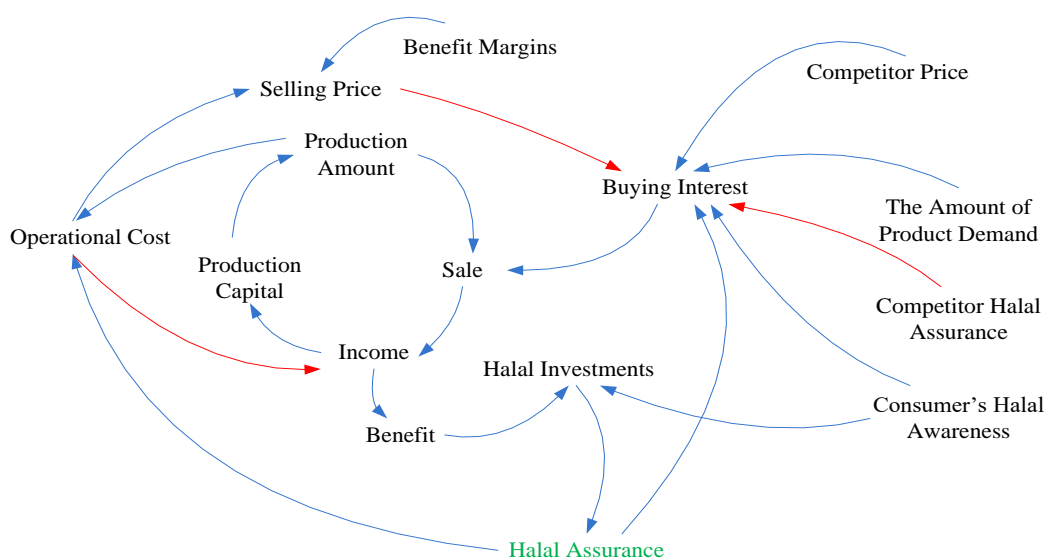 Benefit Margins
Competitor Price
Selling Price
Production
Amount
Buying Interest
The Amount of
Product Demand
Operational Cost
Production
Capital
Sale
Competitor Halal
Assurance
Income
Halal Investments
Consumer’s Halal
Awareness
Benefit
Halal Assurance